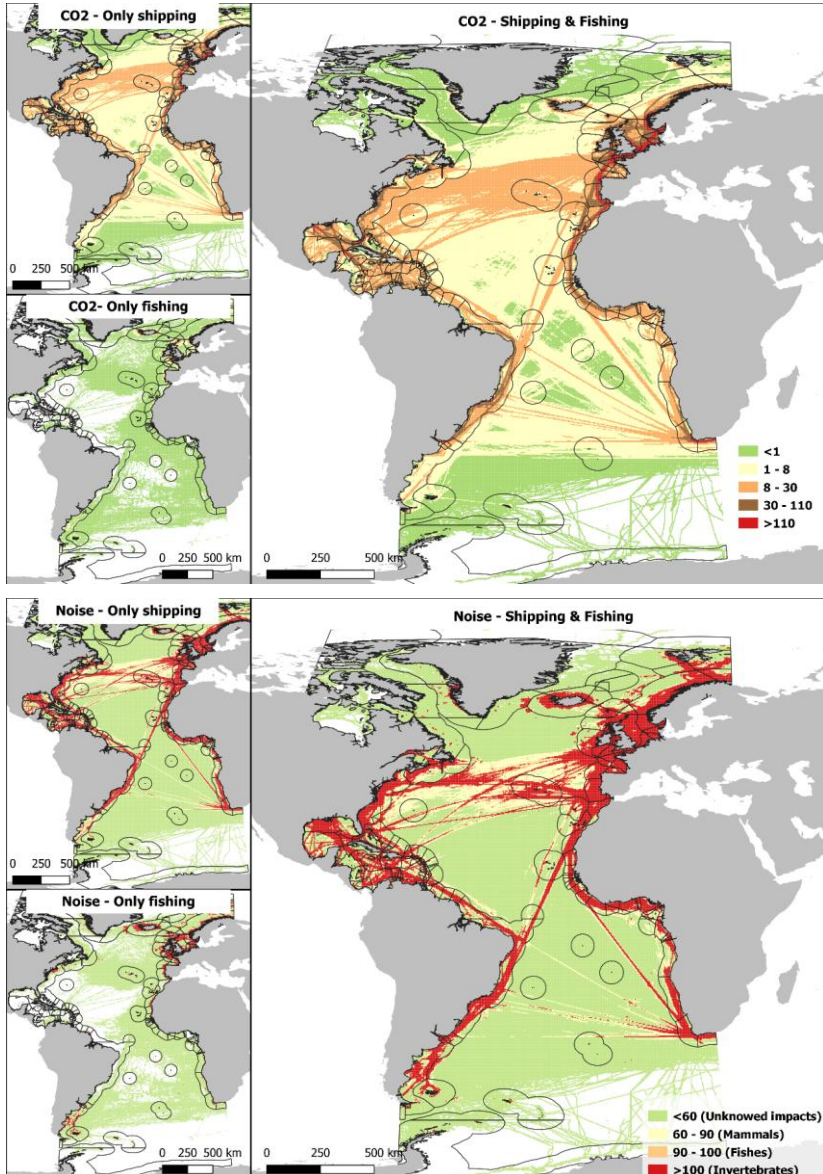 CO2 - Only shipping
0 250 500 km
CO2- Only fishing
0 250 500 km
CO2 - Shipping & Fishing
<1
1 - 8
8 - 30
30 - 110
>110
0 250 500 km
Noise - Only shipping
0 250 500 km
Noise - Only fishing
0 250 500 km
Noise - Shipping & Fishing
<60 (Unknowed impacts)
60 - 90 (Mammals)
90 - 100 (Fishes)
>100 (Invertebrates)
0 250 500 km